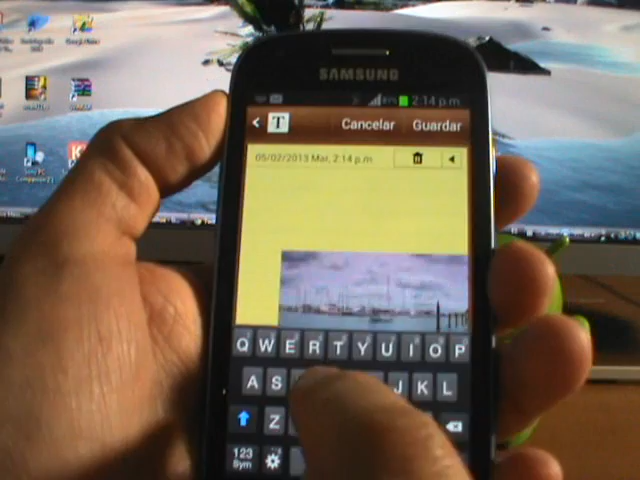 SAMSUNG
2:14 p.m.
T
Cancelar
Guardar
05/02/2013 Mar, 2:14 p.m
Q W E R T Y U I O P
A S J K L
Z
123
Sym